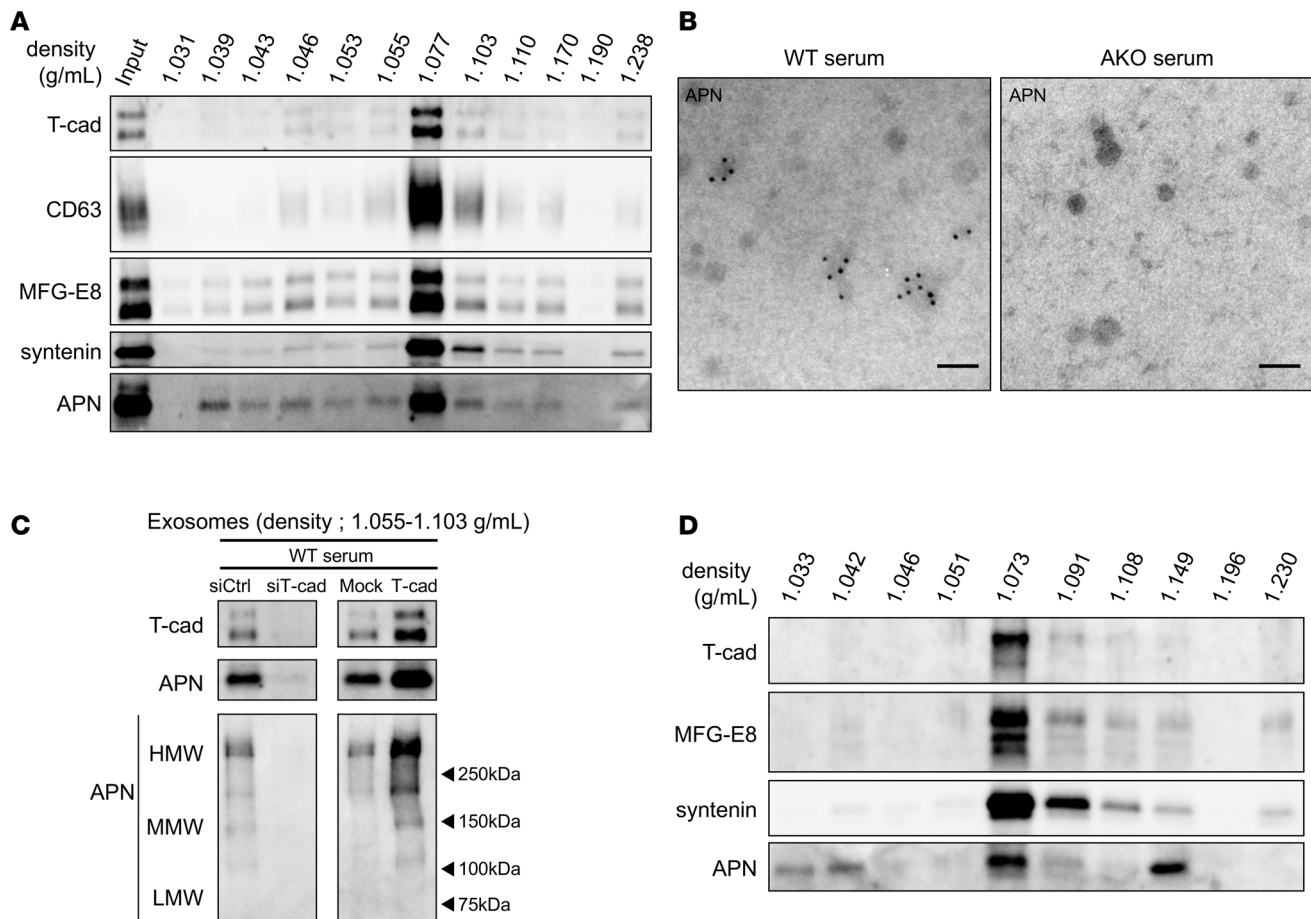 A
density
(g/mL)
Input 1.031 1.039 1.043 1.046 1.053 1.055 1.077 1.103 1.110 1.170 1.190 1.238
T-cad
CD63
MFG-E8
syntenin
APN
B
WT serum AKO serum
APN APN
C
Exosomes (density ; 1.055-1.103 g/mL)
WT serum
siCtrl siT-cad Mock T-cad
T-cad
APN
APN
HMW
MMW
LMW
250kDa
150kDa
100kDa
75kDa
D
density
(g/mL)
1.033 1.042 1.046 1.051 1.073 1.091 1.108 1.149 1.196 1.230
T-cad
MFG-E8
syntenin
APN